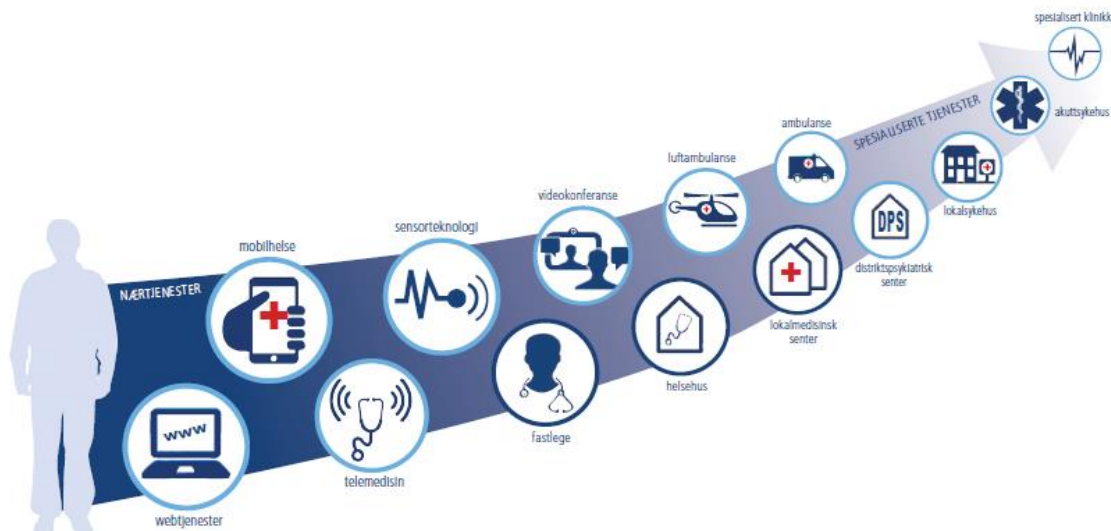 spesialisert klinikk
SPESIALISERTE TJENESTER
akuttsykehus
ambulanse
luftambulanse
lokalsykehus
videokonferanse
DPS
distriktspsykiatrisk
senter
sensorteknologi
mobilhelse
NÆRTJENESTER
lokalmedisinsk
senter
helsehus
fastlege
www
telemedisin
webtjenester